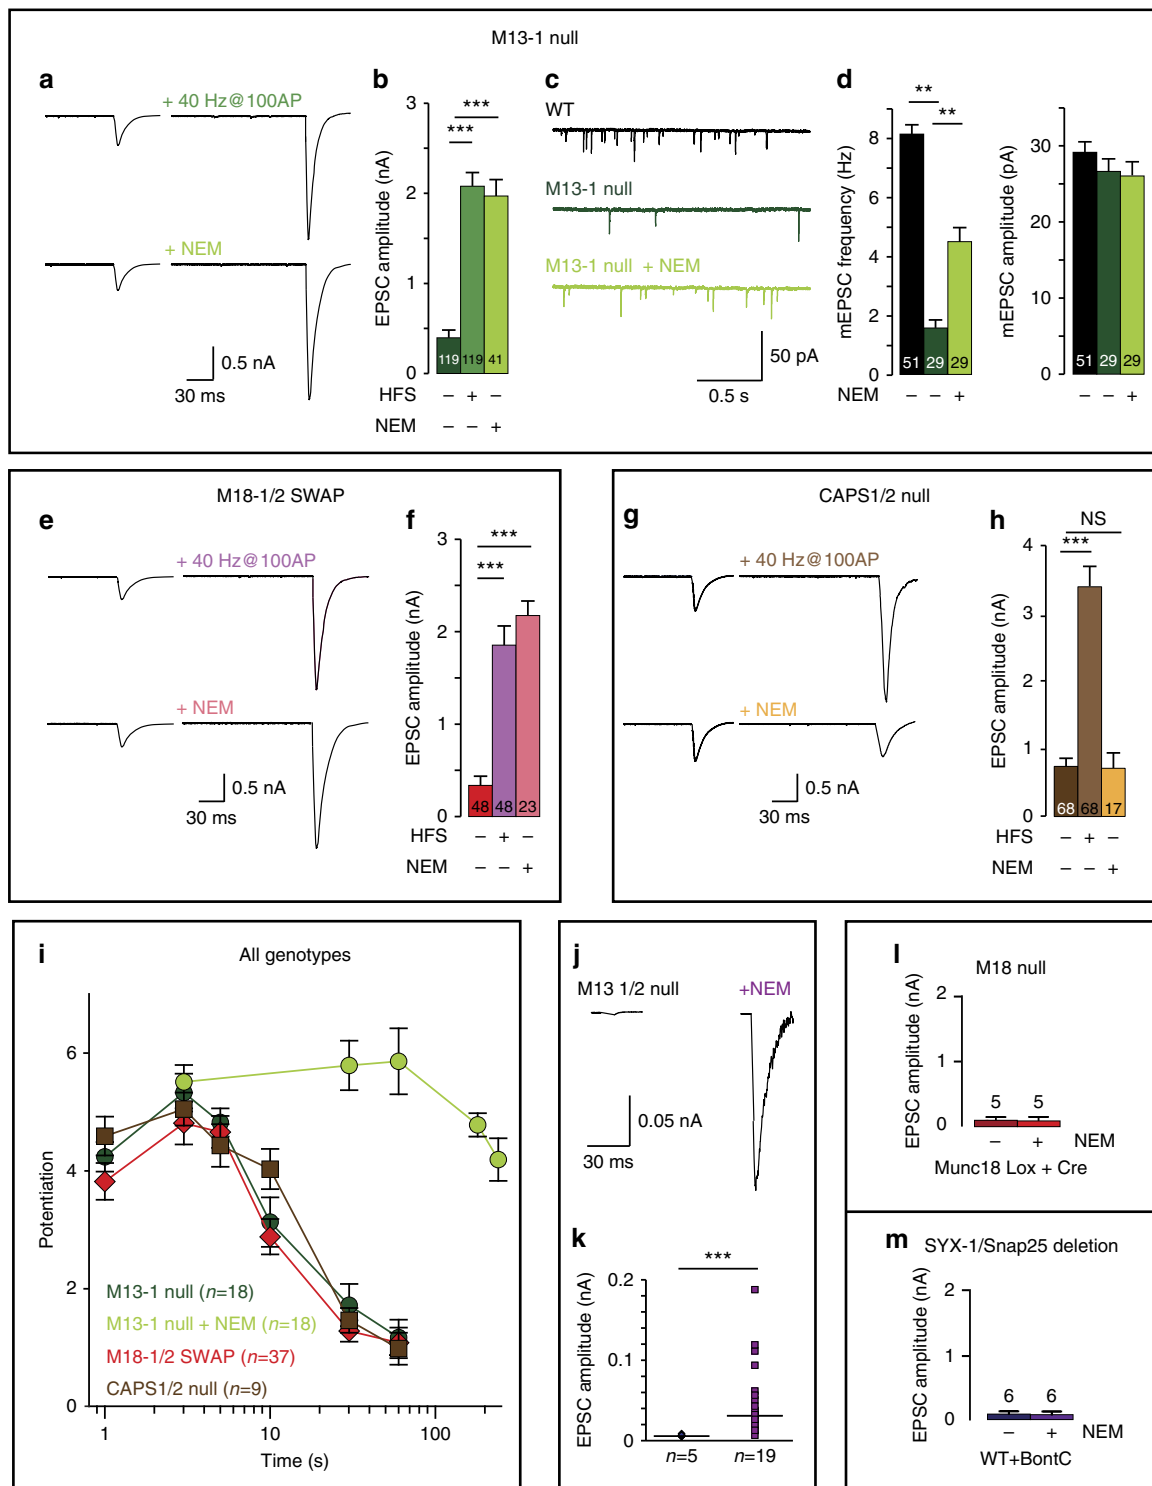 M13-1 null
a
+ 40 Hz@100AP
+ NEM
0.5 nA
30 ms
b
EPSC amplitude (nA)
3
2
1
0
***
***
119
119
41
HFS – + –
NEM – – +
c
WT
M13-1 null
M13-1 null + NEM
50 pA
0.5 s
d
mEPSC frequency (Hz)
8
6
4
2
0
**
**
51
29
29
NEM – – +
mEPSC amplitude (pA)
30
20
10
0
51
29
29
– – +
M18-1/2 SWAP
e
+ 40 Hz@100AP
+ NEM
0.5 nA
30 ms
f
EPSC amplitude (nA)
3
2
1
0
***
***
48
48
23
HFS – + –
NEM – – +
CAPS1/2 null
g
+ 40 Hz@100AP
+ NEM
0.5 nA
30 ms
h
EPSC amplitude (nA)
4
3
2
1
0
NS
***
68
68
17
HFS – + –
NEM – – +
i
All genotypes
Potentiation
6
4
2
0
M13-1 null (n=18)
M13-1 null + NEM (n=18)
M18-1/2 SWAP (n=37)
CAPS1/2 null (n=9)
1
10
100
Time (s)
j
M13 1/2 null
+NEM
0.05 nA
30 ms
k
EPSC amplitude (nA)
0.2
0.1
0
***
n=5
n=19
l
M18 null
EPSC amplitude (nA)
2
1
0
5
5
– + NEM
Munc18 Lox + Cre
m
SYX-1/Snap25 deletion
EPSC amplitude (nA)
2
1
0
6
6
– + NEM
WT+BontC